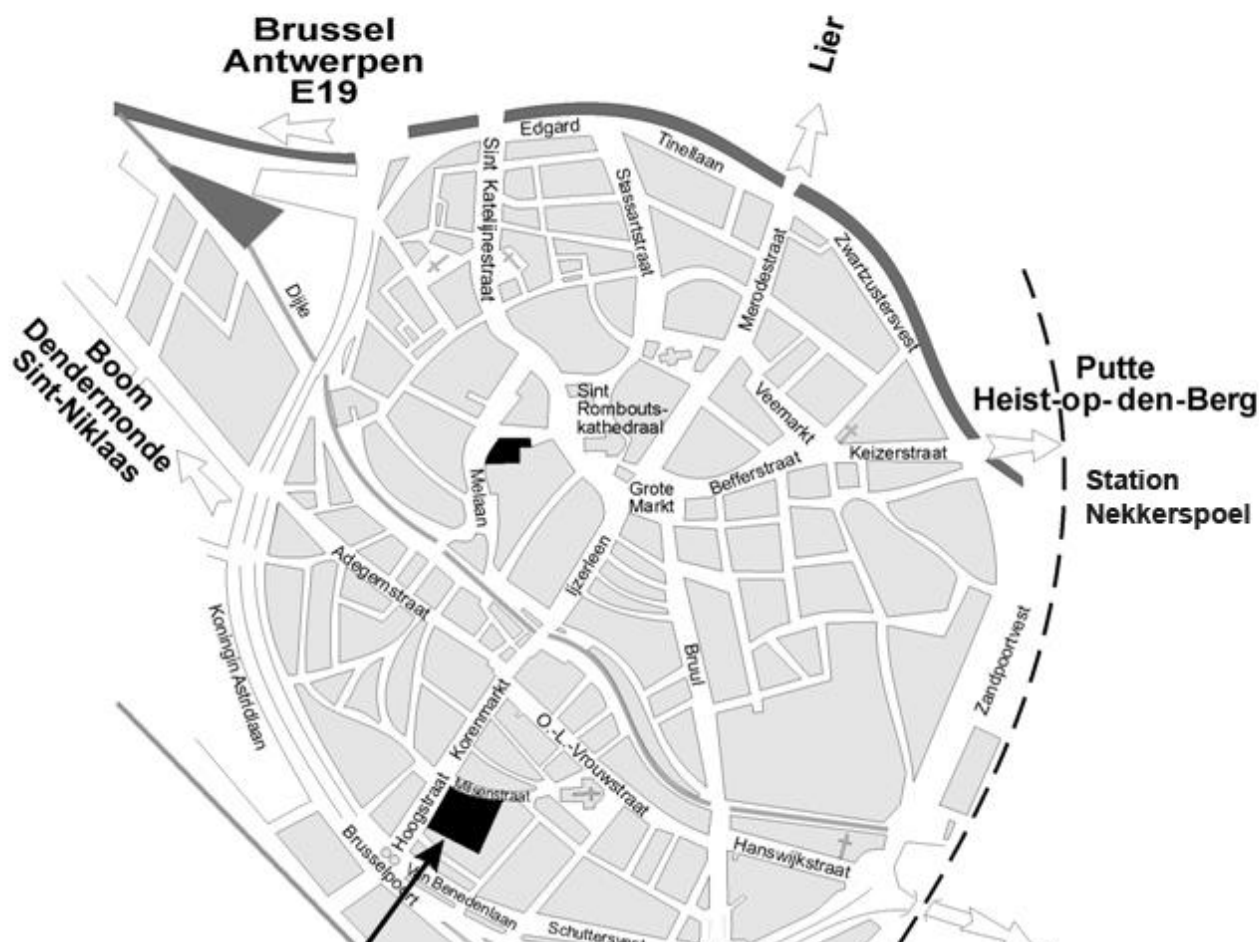 Brussel
Antwerpen
E19
Lier
Edgard
Tinellaan
Sint Katelijnestraat
Stassartstraat
Merodestraat
Zwartzustersvest
Dijle
Boom
Dendermonde
Sint-Niklaas
Putte
Heist-op-den-Berg
Sint
Rombouts-
kathedraal
Veemarkt
Keizerstraat
Befferstraat
Station
Nekkerspoel
Melaan
Grote
Markt
Ijzerleen
Adegemstraat
Koningin Astridlaan
Bruul
Zandpoortvest
Korenmarkt
O.-L.-Vrouwstraat
Hoogstraat
Milsenstraat
Hanswijkstraat
Brusselpoort
Van Benedenlaan